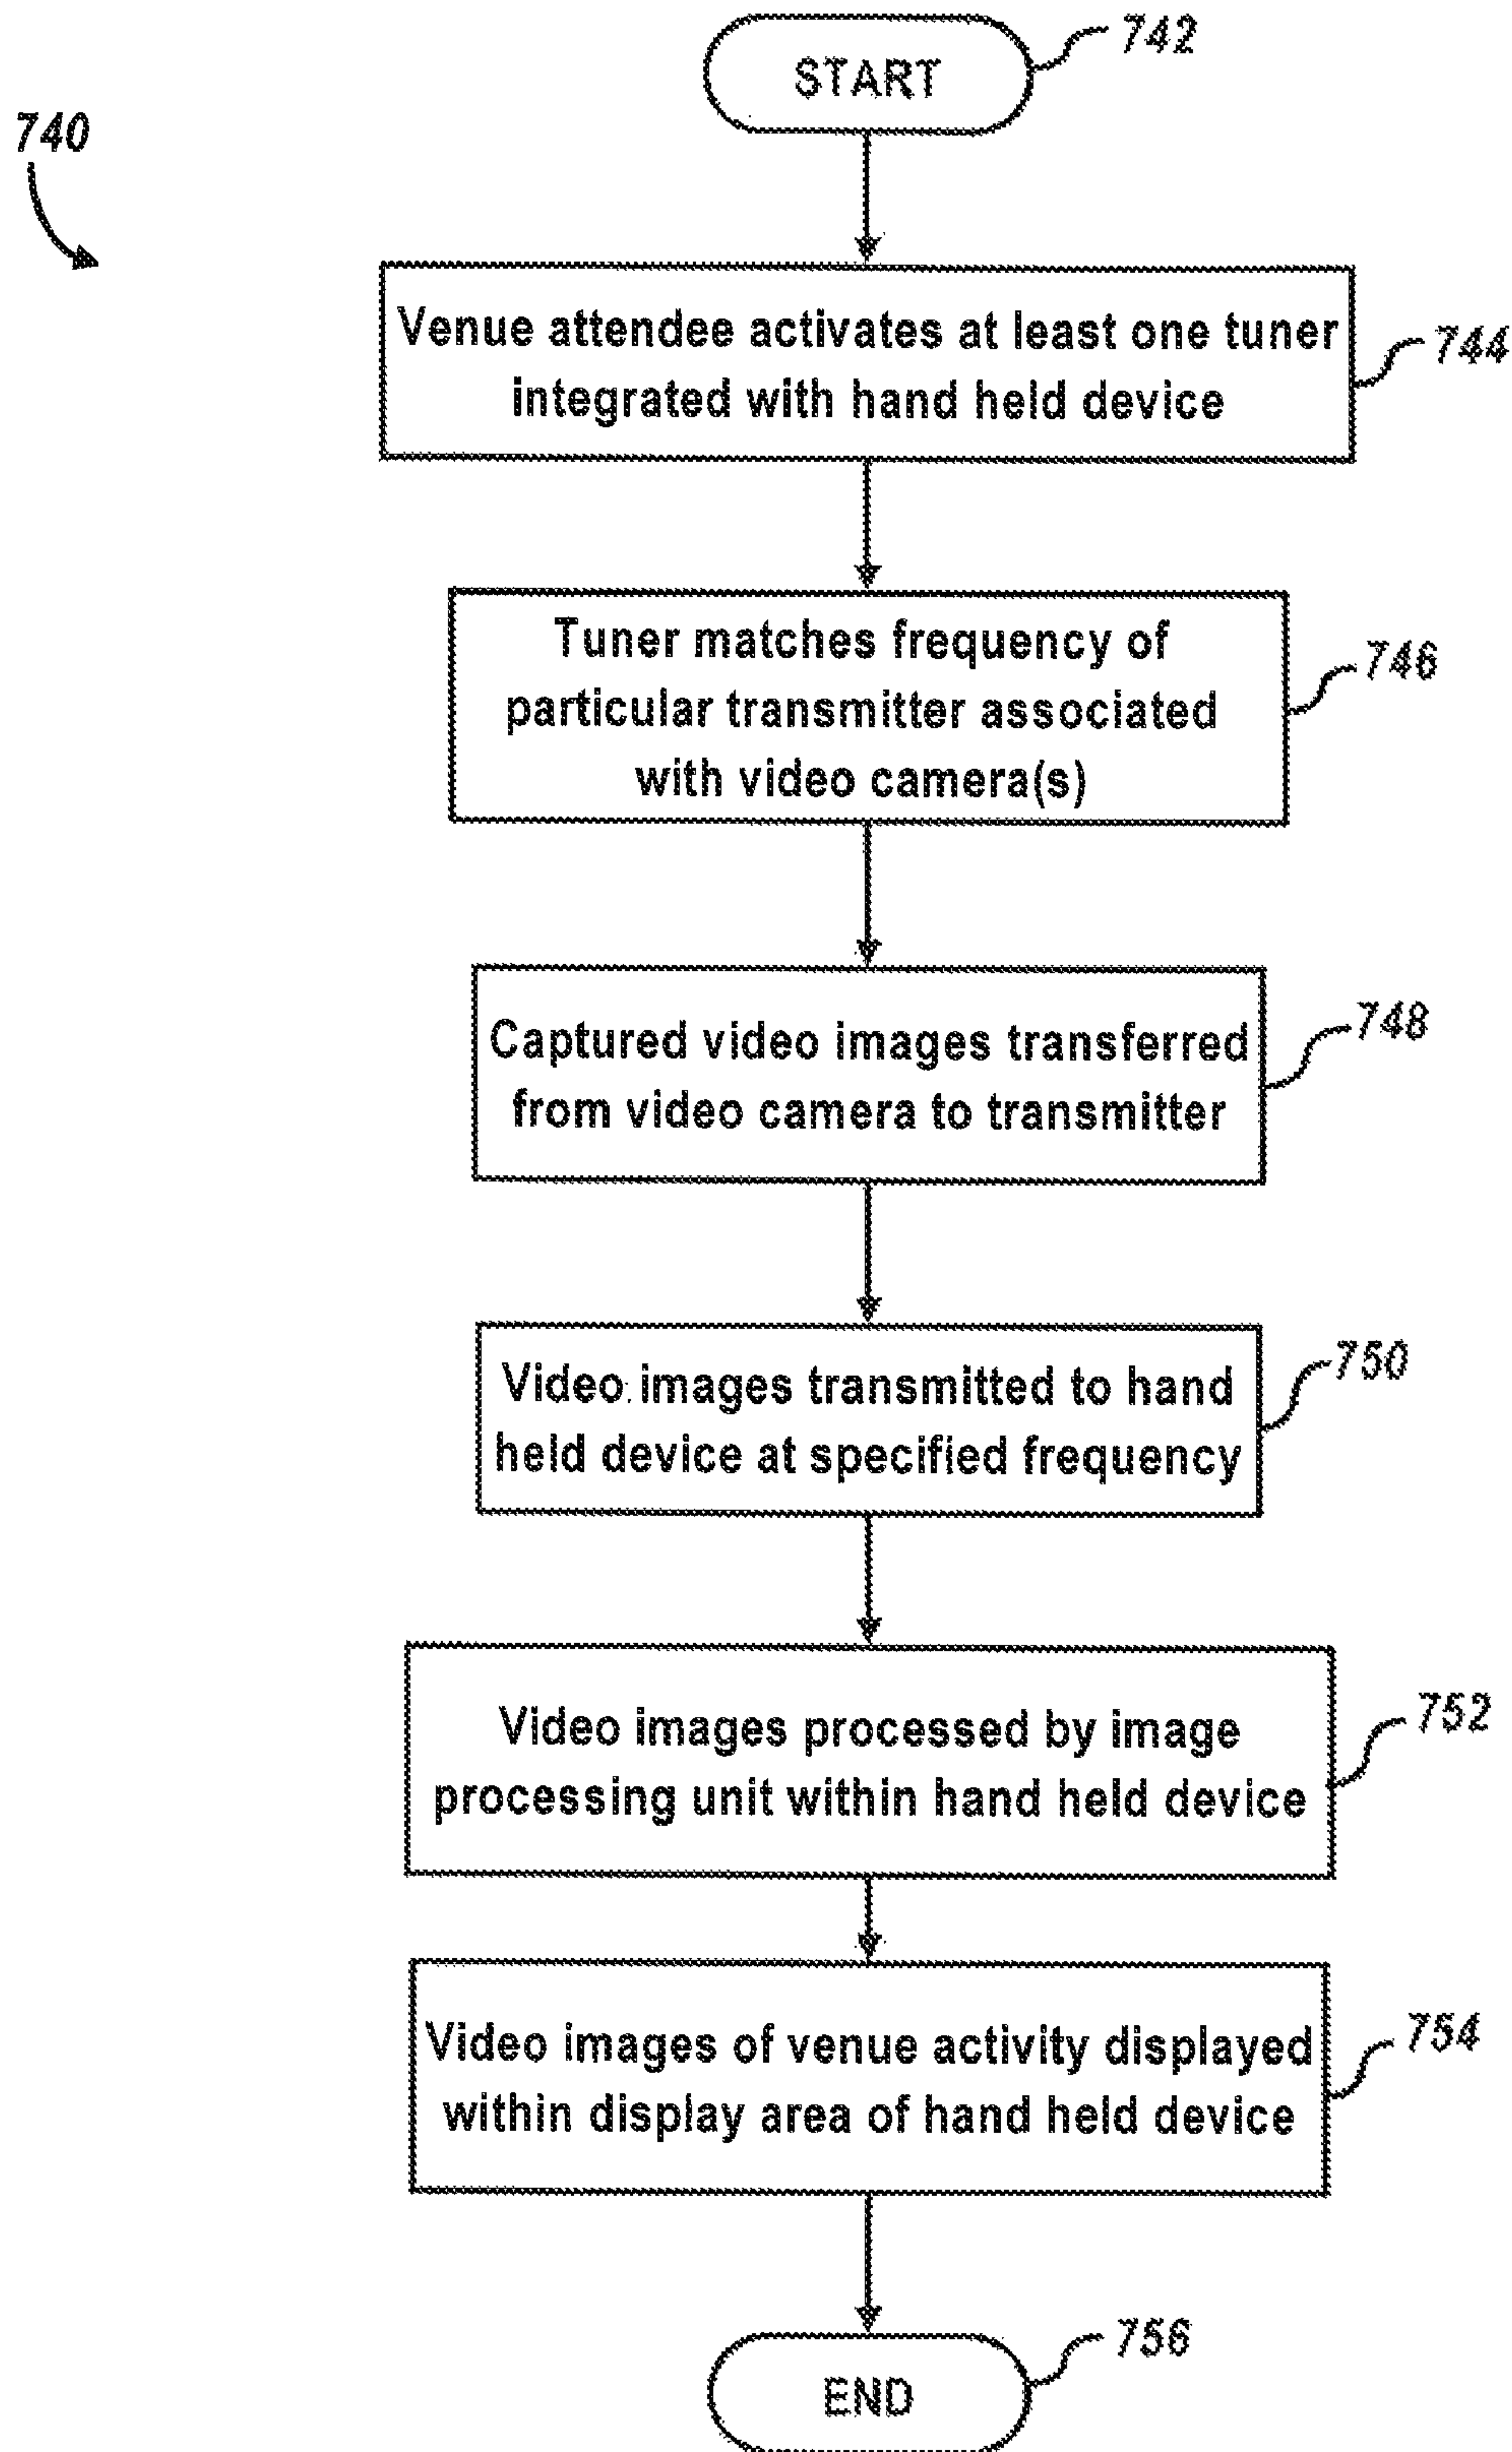 742
START
740
Venue attendee activates at least one tuner
integrated with hand held device
744
Tuner matches frequency of
particular transmitter associated
with video camera(s)
746
Captured video images transferred
from video camera to transmitter
748
Video images transmitted to hand
held device at specified frequency
750
Video images processed by image
processing unit within hand held device
752
Video images of venue activity displayed
within display area of hand held device
754
756
END